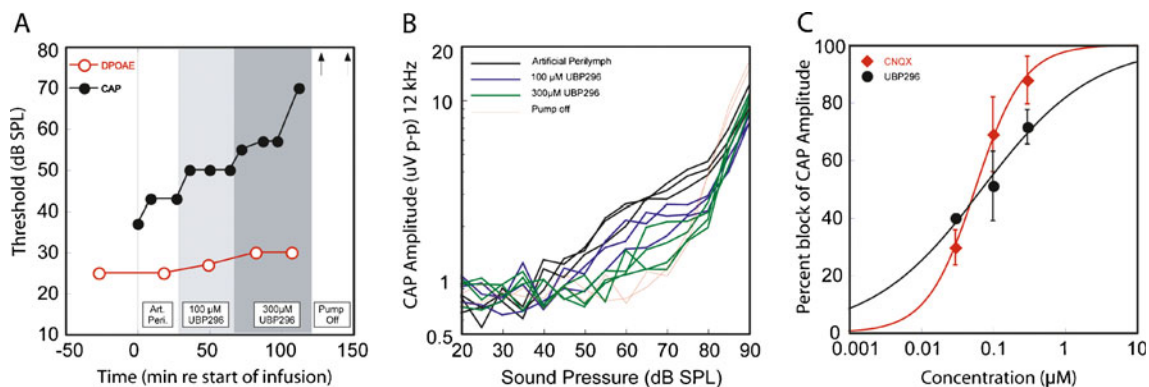 A
Threshold (dB SPL)
80
70
60
50
40
30
20
10
DPOAE
CAP
Art. Peri.
100 µM UBP296
300µM UBP296
Pump Off
-50
0
50
100
150
Time (min re start of infusion)
B
CAP Amplitude (uV p-p) 12 kHz
20
10
1
0.5
Artificial Perilymph
100 µM UBP296
300µM UBP296
Pump off
20
30
40
50
60
70
80
90
Sound Pressure (dB SPL)
C
Percent block of CAP Amplitude
100
80
60
40
20
0
CNQX
UBP296
0.001
0.1
1
10
Concentration (µM)